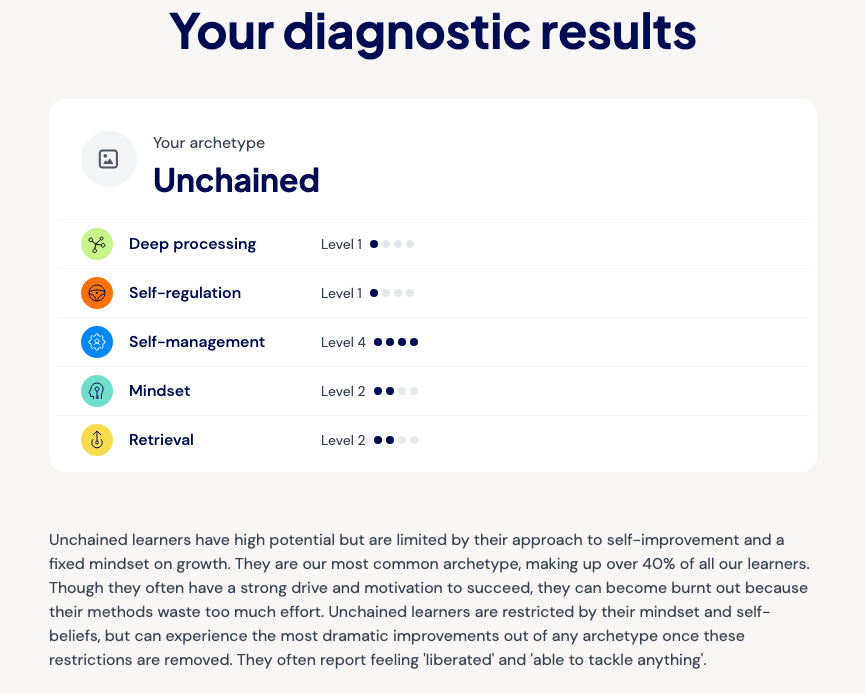 Your diagnostic results
Your archetype
Unchained
Deep processing Level 1
Self-regulation Level 1
Self-management Level 4
Mindset Level 2
Retrieval Level 2
Unchained learners have high potential but are limited by their approach to self-improvement and a
fixed mindset on growth. They are our most common archetype, making up over 40% of all our learners.
Though they often have a strong drive and motivation to succeed, they can become burnt out because
their methods waste too much effort. Unchained learners are restricted by their mindset and self-
beliefs, but can experience the most dramatic improvements out of any archetype once these
restrictions are removed. They often report feeling 'liberated' and 'able to tackle anything'.